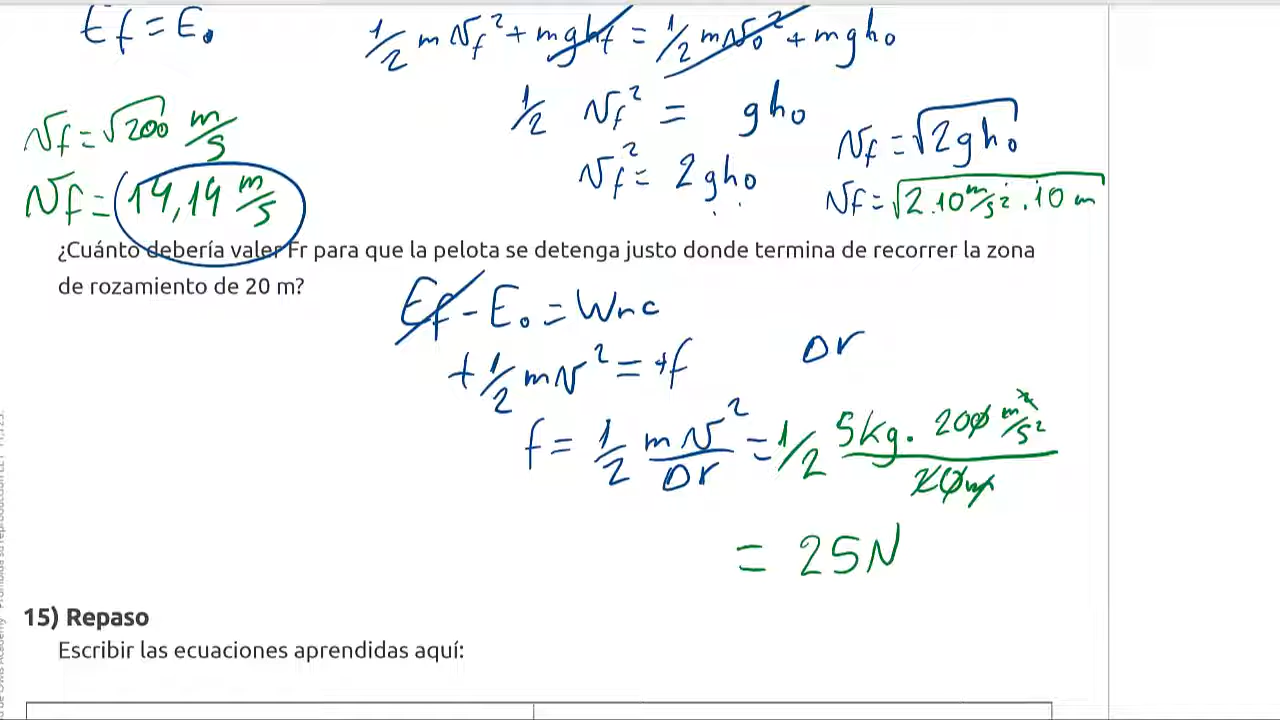 Ef = E₀
1/2 m Vf² + mghf = 1/2 mV₀² + mgh₀
1/2 Vf² = gh₀
Vf² = 2gh₀
Vf = √2gh₀
Vf = √2.10 m/s² . 10 m
Vf = √200 m/s
Vf = 14,14 m/s
¿Cuánto debería valer Fr para que la pelota se detenga justo donde termina de recorrer la zona
de rozamiento de 20 m?
Ef - E₀ = Wnc
+ 1/2 mV² = +f Δr
f = 1/2 mV²/Δr = 1/2 5kg. 200 m²/s² / 20m
= 25N
15) Repaso
Escribir las ecuaciones aprendidas aquí: